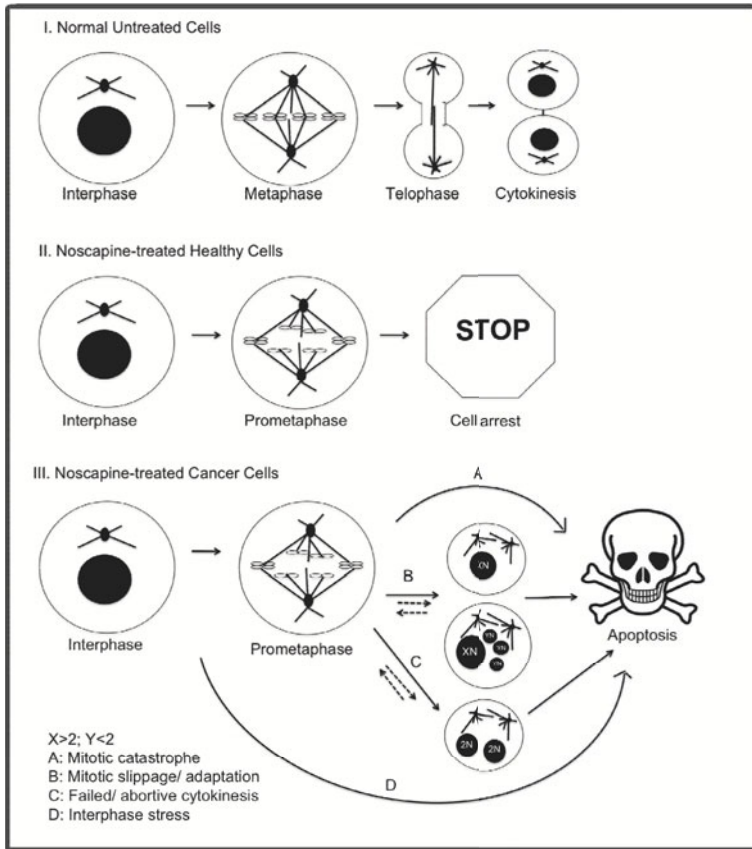 I. Normal Untreated Cells
Interphase
Metaphase
Telophase
Cytokinesis
II. Noscapine-treated Healthy Cells
STOP
Interphase
Prometaphase
Cell arrest
III. Noscapine-treated Cancer Cells
A
XN
B
XN
C
Interphase
Prometaphase
Apoptosis
2N 2N
D
X>2; Y<2
A: Mitotic catastrophe
B: Mitotic slippage/ adaptation
C: Failed/ abortive cytokinesis
D: Interphase stress